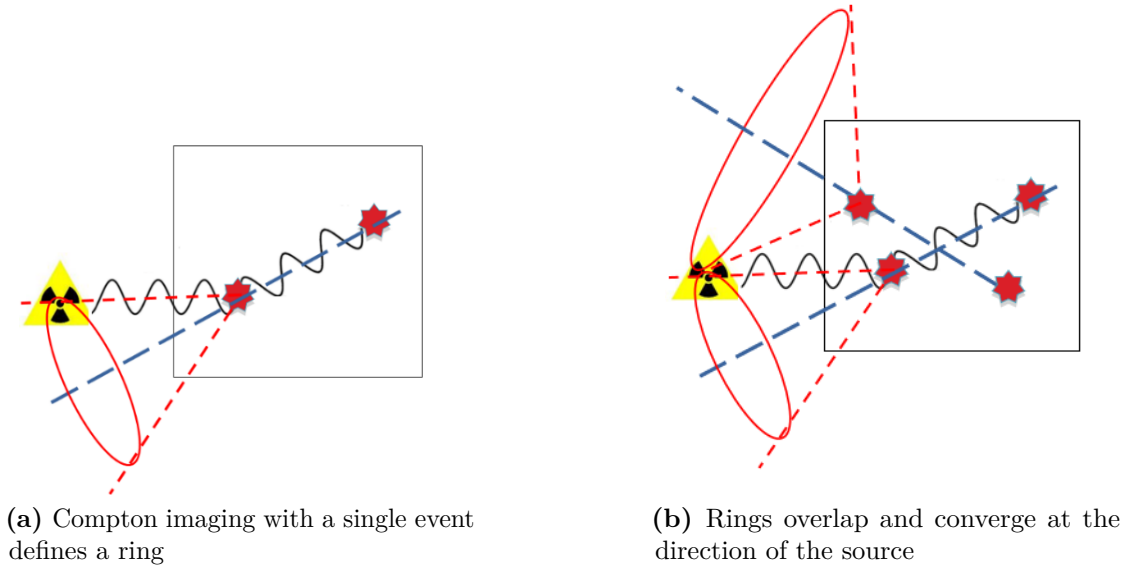 (a) Compton imaging with a single event
defines a ring
(b) Rings overlap and converge at the
direction of the source